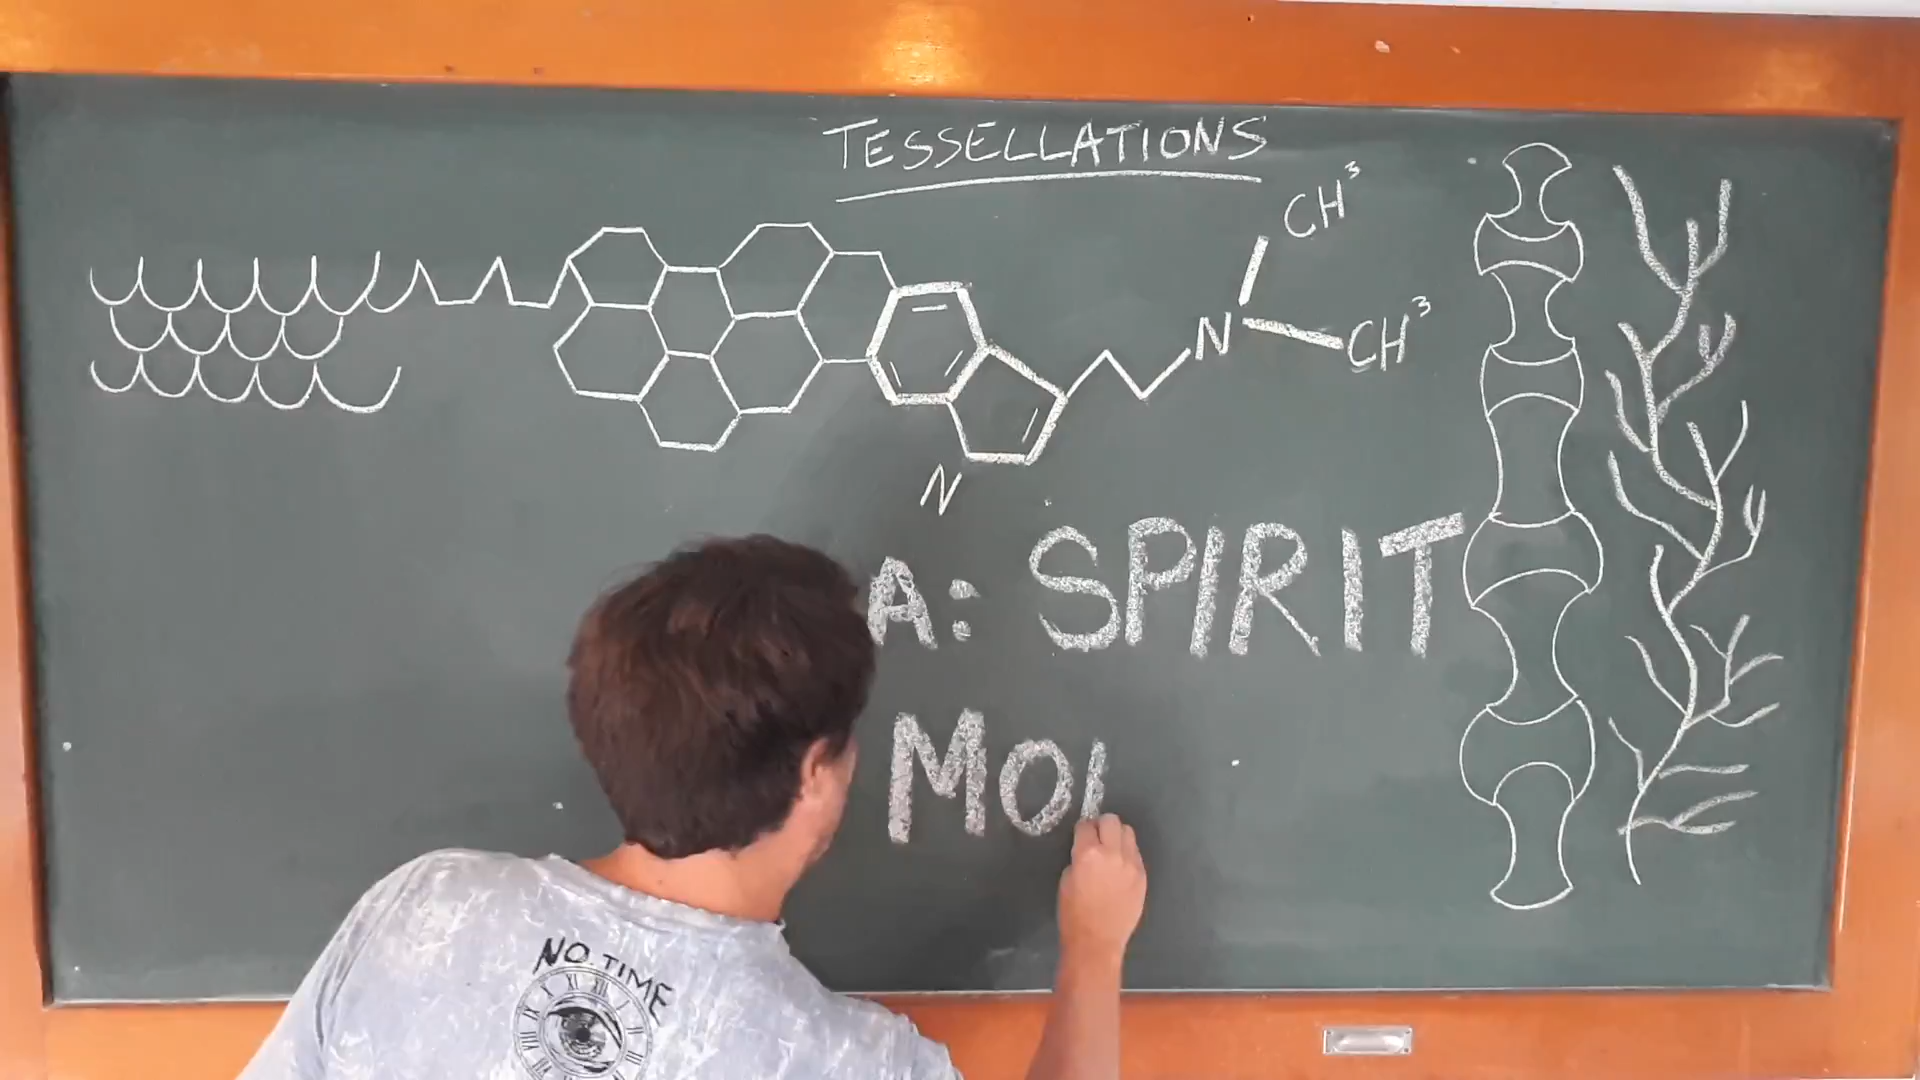 TESSELLATIONS
CH³
N
CH³
N
A: SPIRIT
MOL
NO TIME